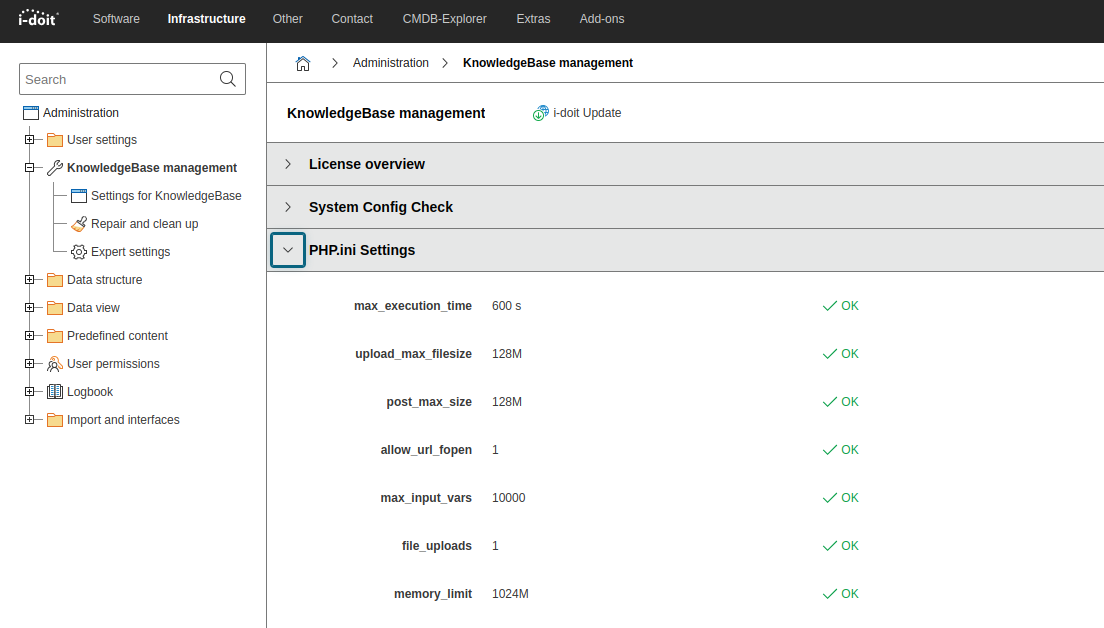 i-doit Software Infrastructure Other Contact CMDB-Explorer Extras Add-ons
Search
Administration
User settings
KnowledgeBase management
Settings for KnowledgeBase
Repair and clean up
Expert settings
Data structure
Data view
Predefined content
User permissions
Logbook
Import and interfaces
Administration KnowledgeBase management
KnowledgeBase management i-doit Update
License overview
System Config Check
PHP.ini Settings
max_execution_time 600 s OK
upload_max_filesize 128M OK
post_max_size 128M OK
allow_url_fopen 1 OK
max_input_vars 10000 OK
file_uploads 1 OK
memory_limit 1024M OK